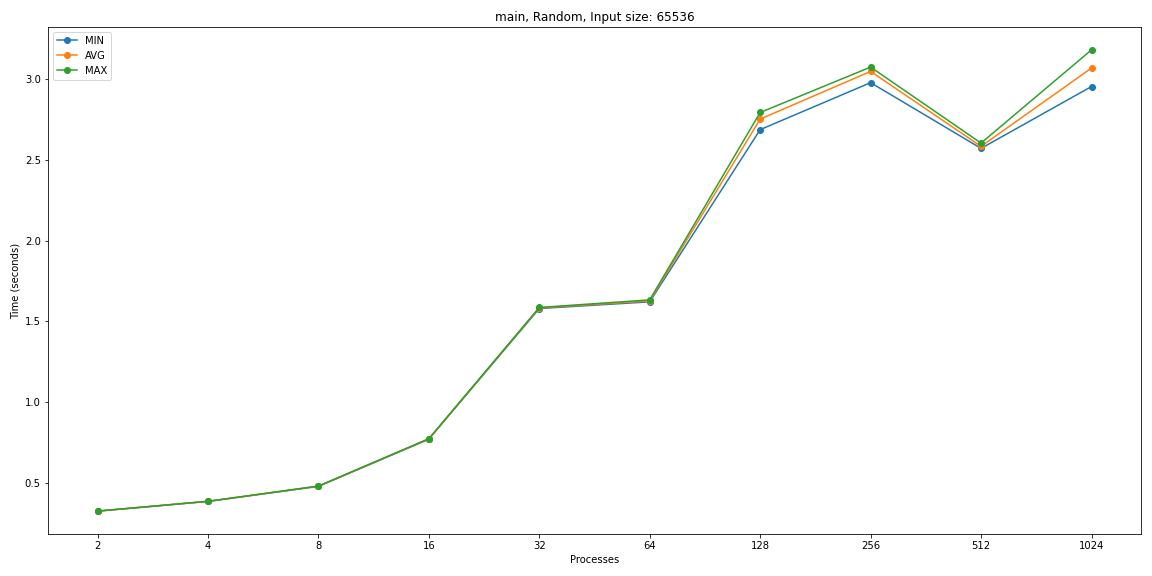 main, Random, Input size: 65536
MIN
AVG
MAX
Time (seconds)
3.0
2.5
2.0
1.5
1.0
0.5
2 4 8 16 32 64 128 256 512 1024
Processes